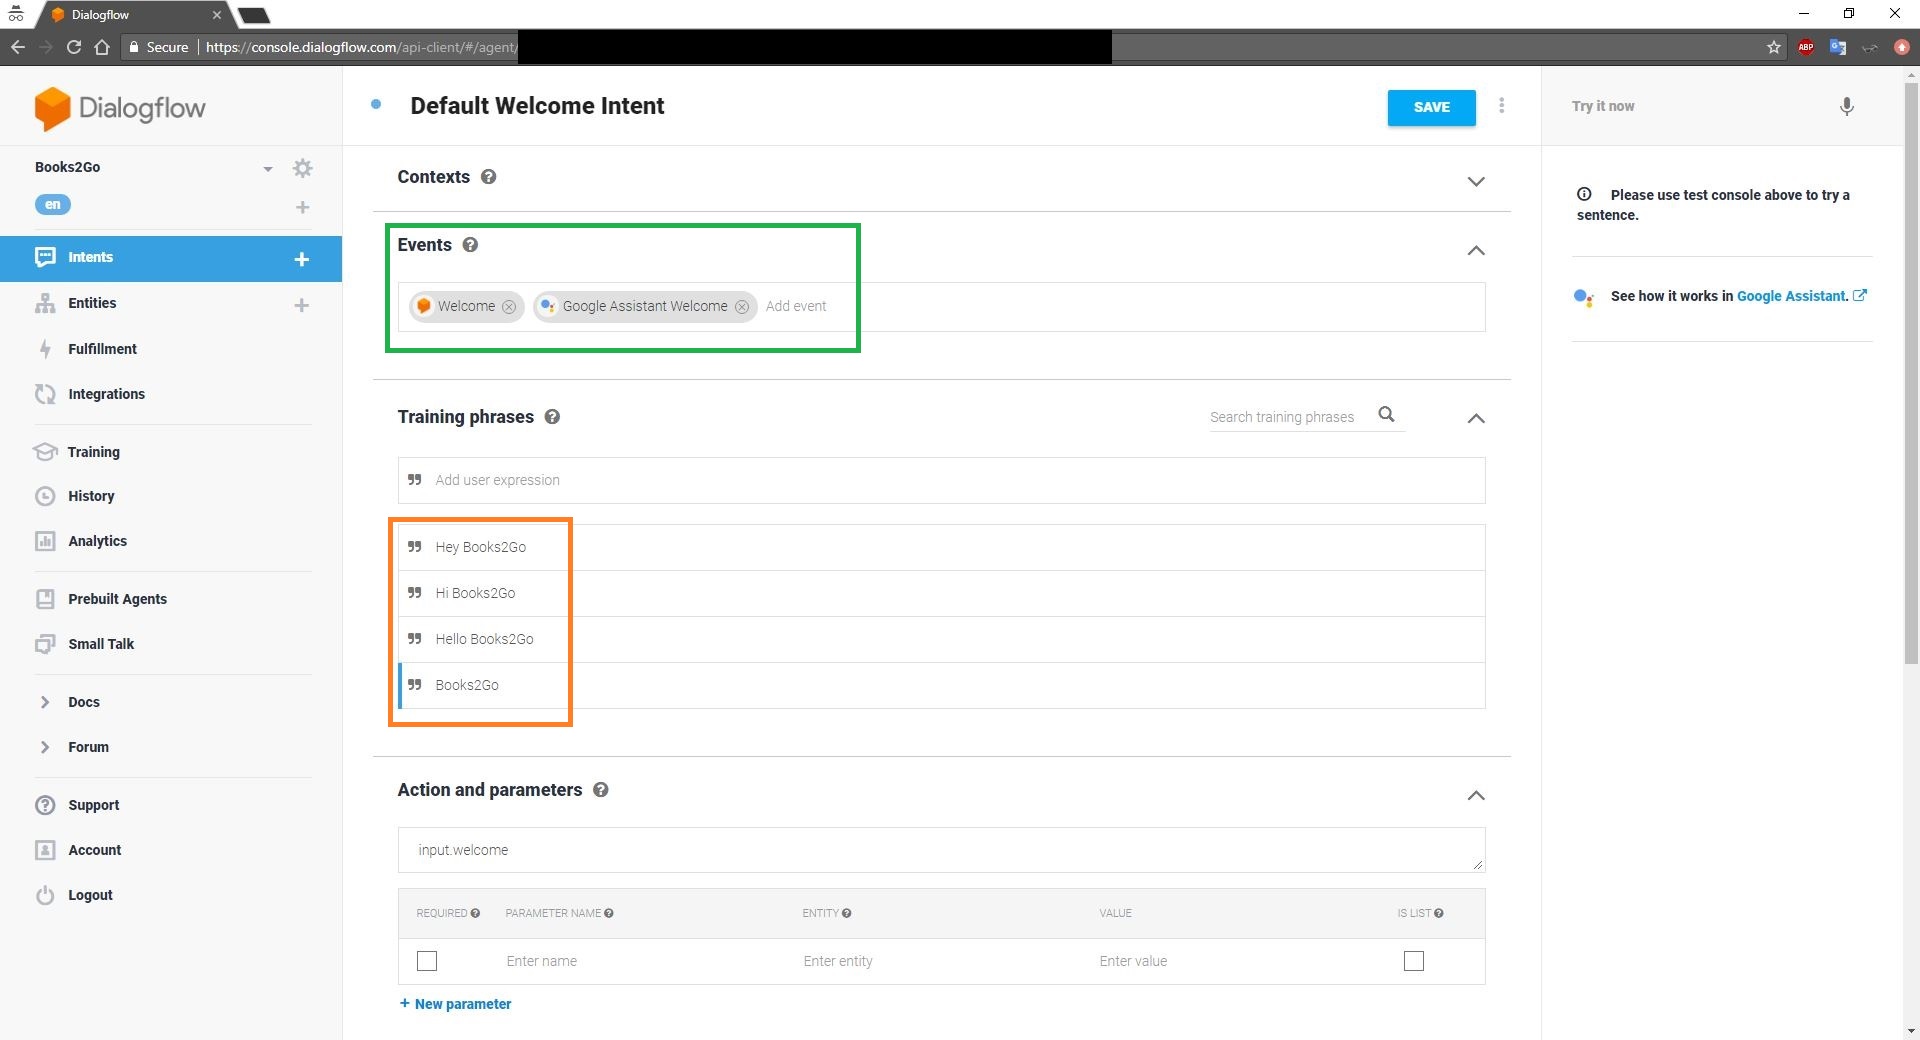 Dialogflow
Secure https://console.dialogflow.com/api-client/#/agent/
ABP
Dialogflow
Books2Go
en
Intents
Entities
Fulfillment
Integrations
Training
History
Analytics
Prebuilt Agents
Small Talk
Docs
Forum
Support
Account
Logout
Default Welcome Intent
SAVE
Contexts
Events
Welcome Google Assistant Welcome Add event
Training phrases
Search training phrases
Add user expression
Hey Books2Go
Hi Books2Go
Hello Books2Go
Books2Go
Action and parameters
input.welcome
REQUIRED PARAMETER NAME ENTITY VALUE IS LIST
Enter name Enter entity Enter value
+ New parameter
Try it now
Please use test console above to try a
sentence.
See how it works in Google Assistant.